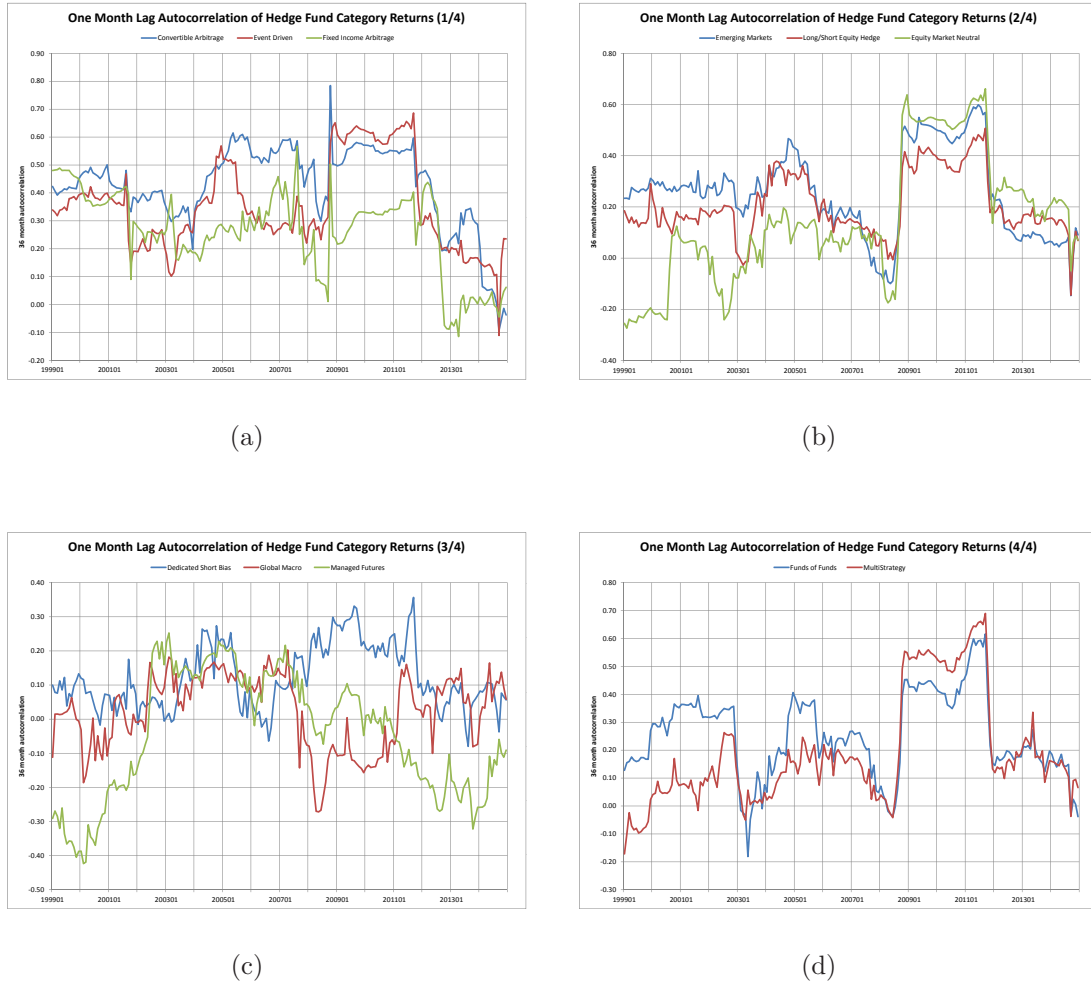 One Month Lag Autocorrelation of Hedge Fund Category Returns (1/4)
Convertible Arbitrage Event Driven Fixed Income Arbitrage
36 month autocorrelation
0.90
0.80
0.70
0.60
0.50
0.40
0.30
0.20
0.10
0.00
-0.10
-0.20
199901 200101 200301 200501 200701 200901 201101 201301
(a)
One Month Lag Autocorrelation of Hedge Fund Category Returns (2/4)
Emerging Markets Long/Short Equity Hedge Equity Market Neutral
36 month autocorrelation
0.80
0.60
0.40
0.20
0.00
-0.20
-0.40
199901 200101 200301 200501 200701 200901 201101 201301
(b)
One Month Lag Autocorrelation of Hedge Fund Category Returns (3/4)
Dedicated Short Bias Global Macro Managed Futures
36 month autocorrelation
0.40
0.30
0.20
0.10
0.00
-0.10
-0.20
-0.30
-0.40
-0.50
199901 200101 200301 200501 200701 200901 201101 201301
(c)
One Month Lag Autocorrelation of Hedge Fund Category Returns (4/4)
Funds of Funds MultiStrategy
36 month autocorrelation
0.80
0.70
0.60
0.50
0.40
0.30
0.20
0.10
0.00
-0.10
-0.20
-0.30
199901 200101 200301 200501 200701 200901 201101 201301
(d)